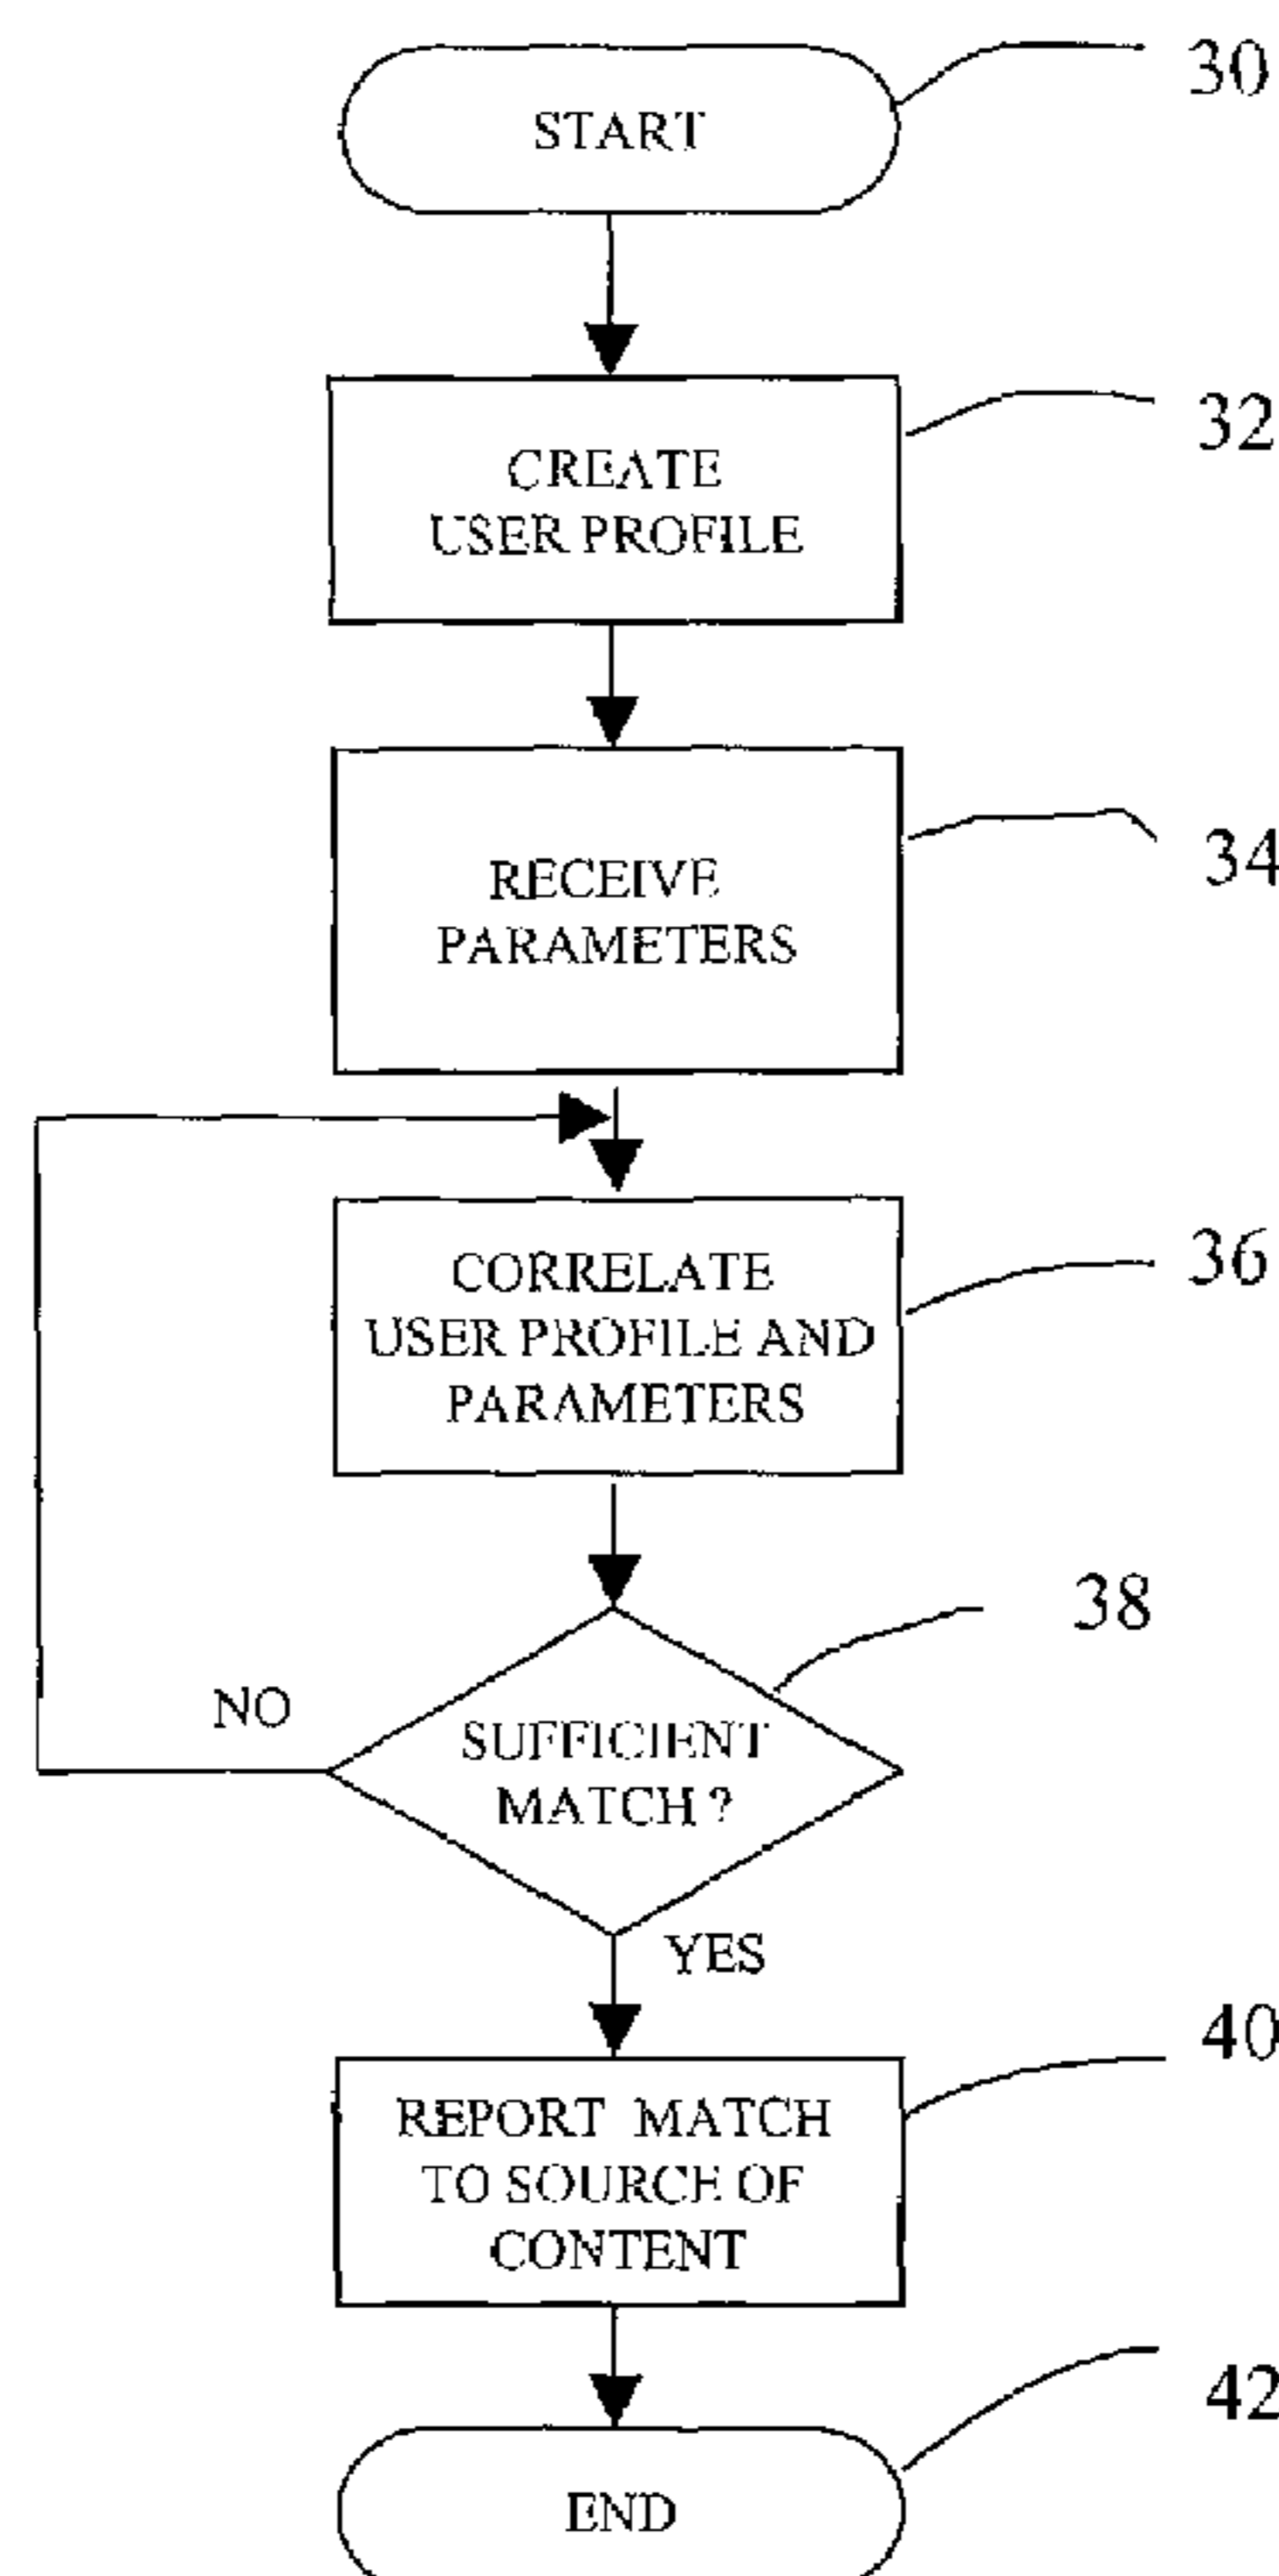 START
30
CREATE
USER PROFILE
32
RECEIVE
PARAMETERS
34
CORRELATE
USER PROFILE AND
PARAMETERS
36
SUFFICIENT
MATCH ?
38
NO
YES
REPORT MATCH
TO SOURCE OF
CONTENT
40
END
42